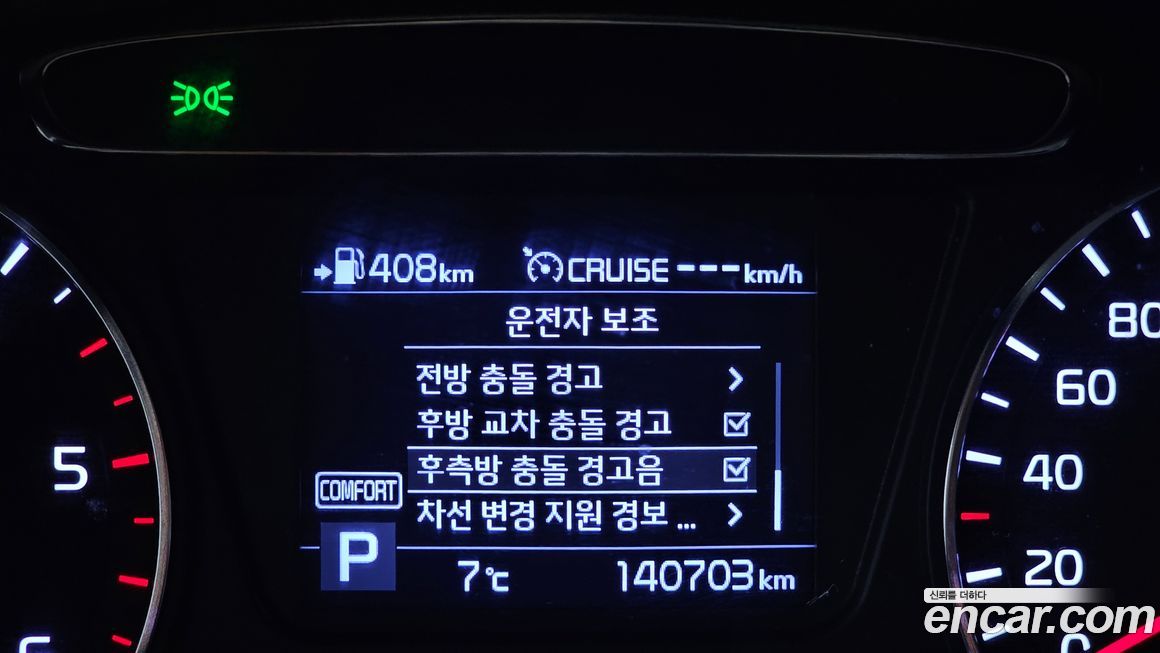 408km CRUISE ---km/h
운전자 보조
전방 충돌 경고
후방 교차 충돌 경고
후측방 충돌 경고음
차선 변경 지원 경보 ...
COMFORT
P
7℃ 140703km
5
6
80
60
40
20
0
신뢰를 더하다
encar.com